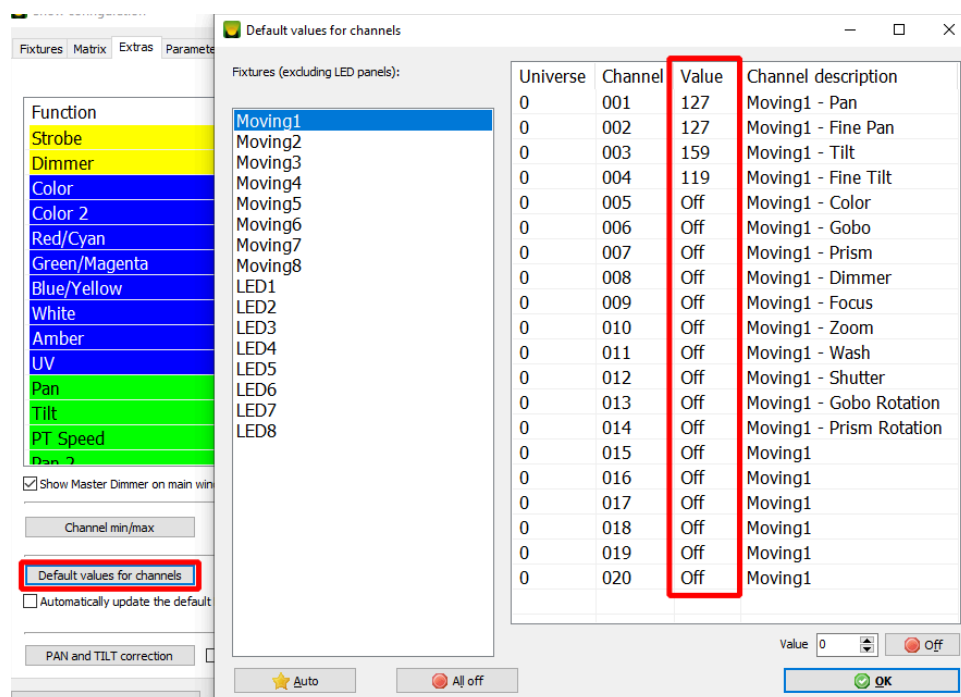 Show configuration
Fixtures Matrix Extras Paramete
Function
Strobe
Dimmer
Color
Color 2
Red/Cyan
Green/Magenta
Blue/Yellow
White
Amber
UV
Pan
Tilt
PT Speed
Pan 2
Show Master Dimmer on main win
Channel min/max
Default values for channels
Automatically update the default
PAN and TILT correction
Default values for channels
Fixtures (excluding LED panels):
Moving1
Moving2
Moving3
Moving4
Moving5
Moving6
Moving7
Moving8
LED1
LED2
LED3
LED4
LED5
LED6
LED7
LED8
Universe Channel Value Channel description
0 001 127 Moving1 - Pan
0 002 127 Moving1 - Fine Pan
0 003 159 Moving1 - Tilt
0 004 119 Moving1 - Fine Tilt
0 005 Off Moving1 - Color
0 006 Off Moving1 - Gobo
0 007 Off Moving1 - Prism
0 008 Off Moving1 - Dimmer
0 009 Off Moving1 - Focus
0 010 Off Moving1 - Zoom
0 011 Off Moving1 - Wash
0 012 Off Moving1 - Shutter
0 013 Off Moving1 - Gobo Rotation
0 014 Off Moving1 - Prism Rotation
0 015 Off Moving1
0 016 Off Moving1
0 017 Off Moving1
0 018 Off Moving1
0 019 Off Moving1
0 020 Off Moving1
Value 0 Off
Auto All off OK